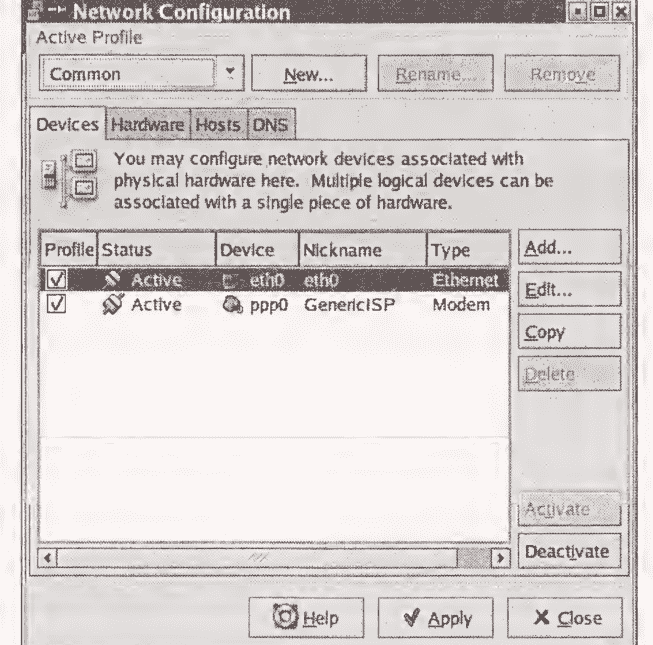 Network Configuration
Active Profile
Common New... Rename... Remove
Devices Hardware Hosts DNS
You may configure network devices associated with
physical hardware here. Multiple logical devices can be
associated with a single piece of hardware.
Profile Status Device Nickname Type
Active eth0 eth0 Ethernet
Active ppp0 GenericISP Modem
Add...
Edit...
Copy
Delete
Activate
Deactivate
Help Apply Close